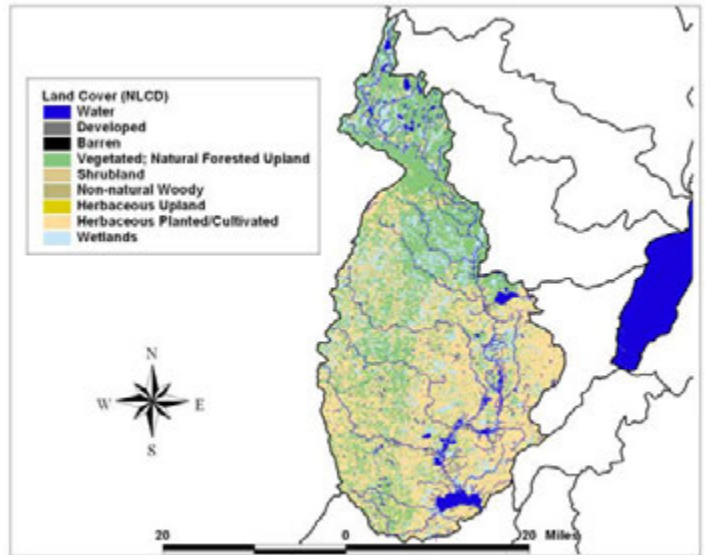 Land Cover (NLCD)
Water
Developed
Barren
Vegetated; Natural Forested Upland
Shrubland
Non-natural Woody
Herbaceous Upland
Herbaceous Planted/Cultivated
Wetlands
N
W E
S
20 0 20 Miles